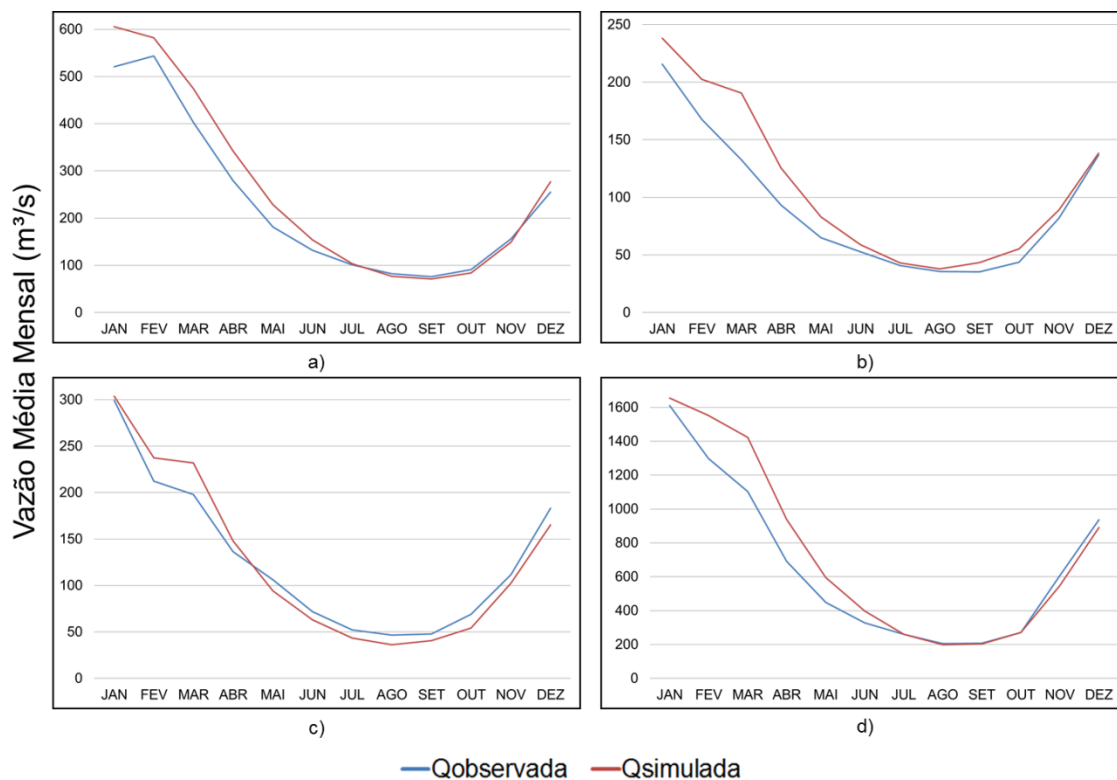 Vazão Média Mensal (m³/s)
600
500
400
300
200
100
0
JAN FEV MAR ABR MAI JUN JUL AGO SET OUT NOV DEZ
a)
250
200
150
100
50
0
JAN FEV MAR ABR MAI JUN JUL AGO SET OUT NOV DEZ
b)
300
250
200
150
100
50
0
JAN FEV MAR ABR MAI JUN JUL AGO SET OUT NOV DEZ
c)
1600
1400
1200
1000
800
600
400
200
0
JAN FEV MAR ABR MAI JUN JUL AGO SET OUT NOV DEZ
d)
Qobservada Qsimulada